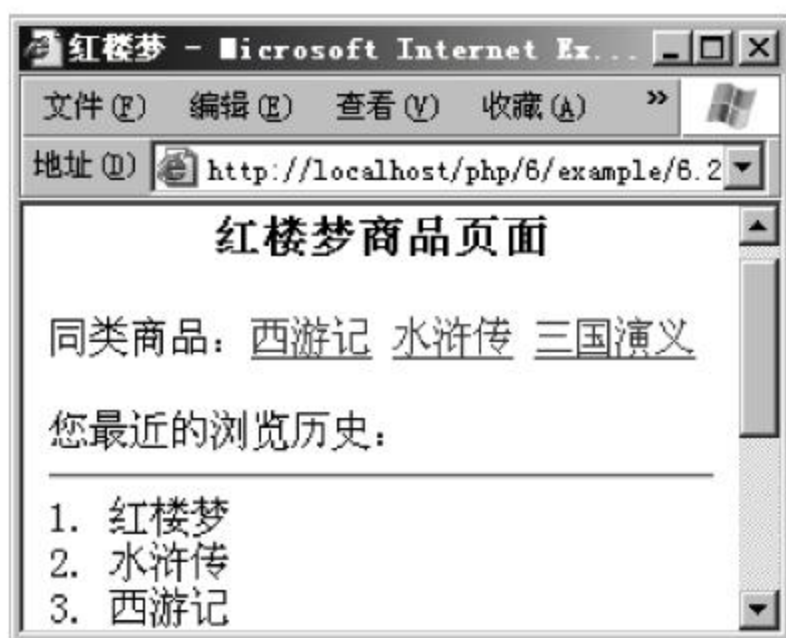 红楼梦 - Microsoft Internet Ex...
文件(F) 编辑(E) 查看(V) 收藏(A) »
地址(D) http://localhost/php/6/example/6.2
红楼梦商品页面
同类商品：西游记 水浒传 三国演义
您最近的浏览历史：
1. 红楼梦
2. 水浒传
3. 西游记